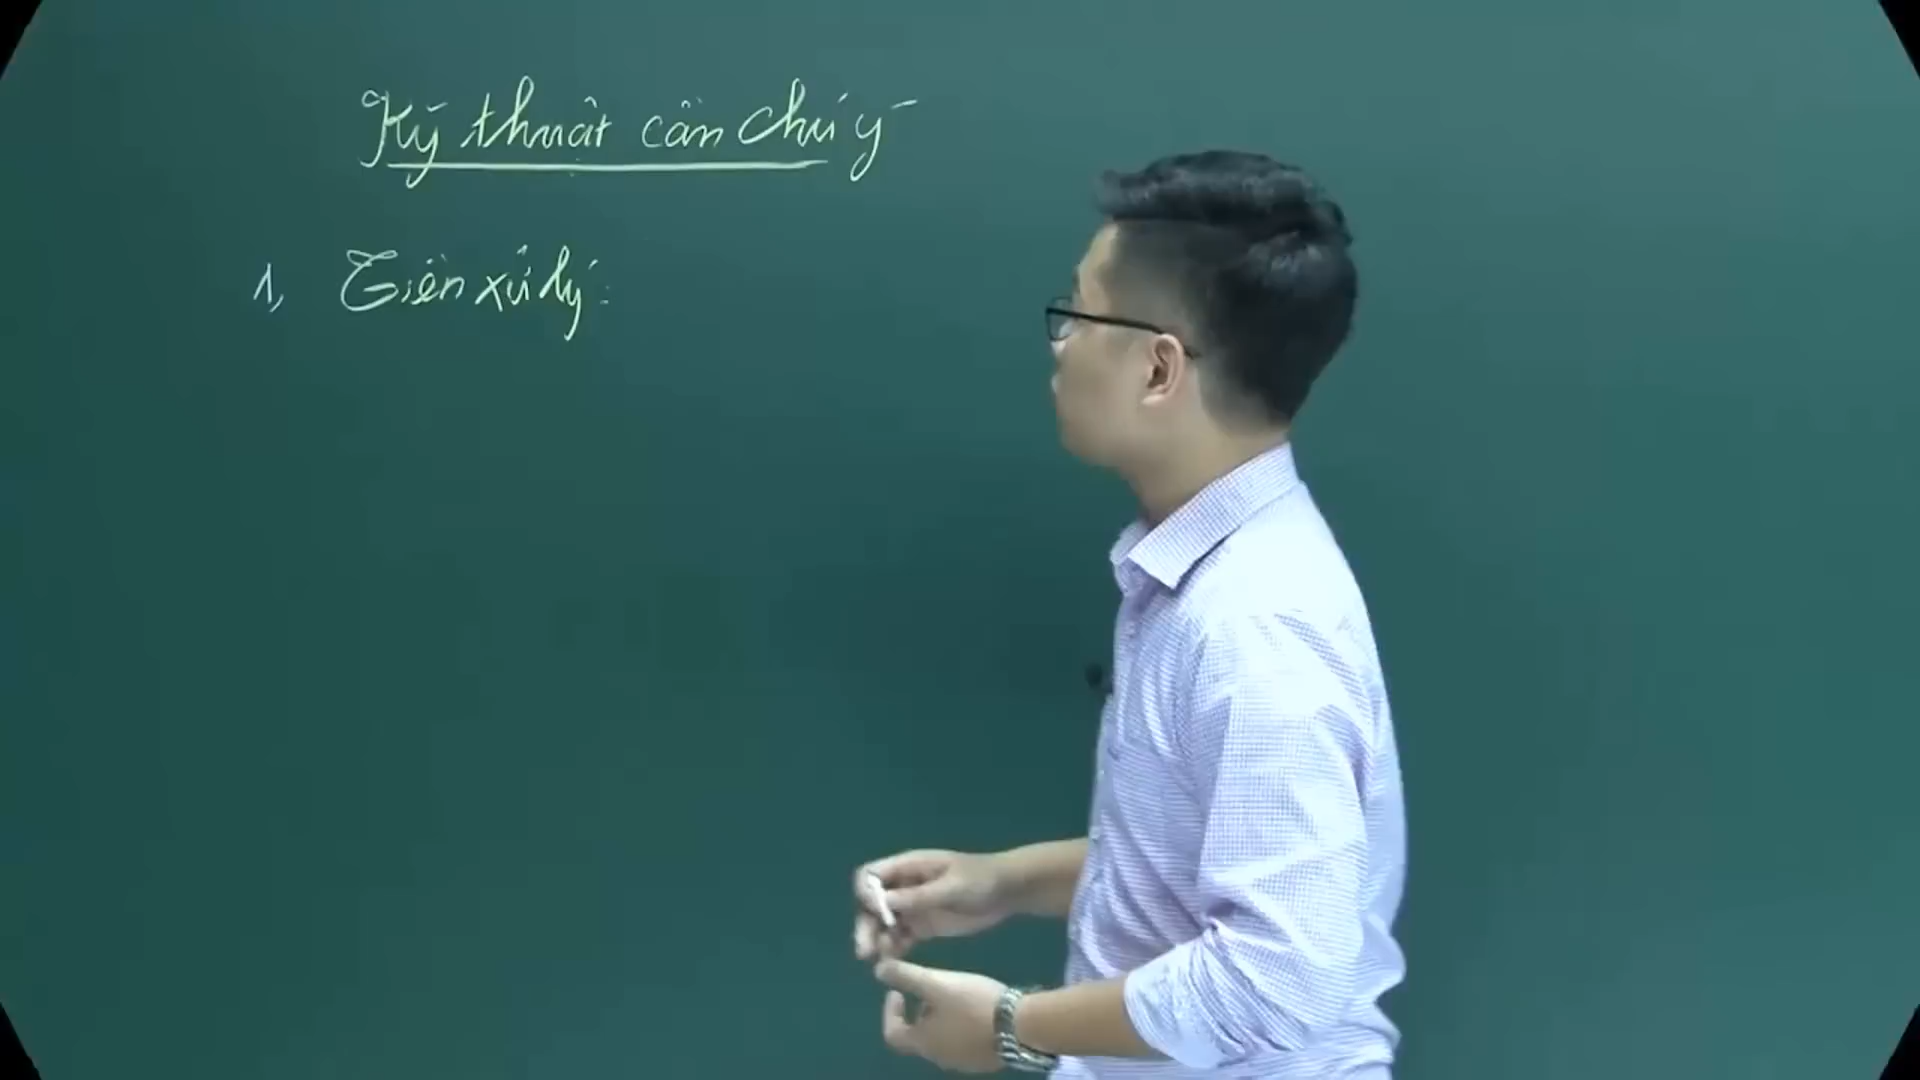 Kỹ thuật cần chú ý
1, Tiền xử lý: